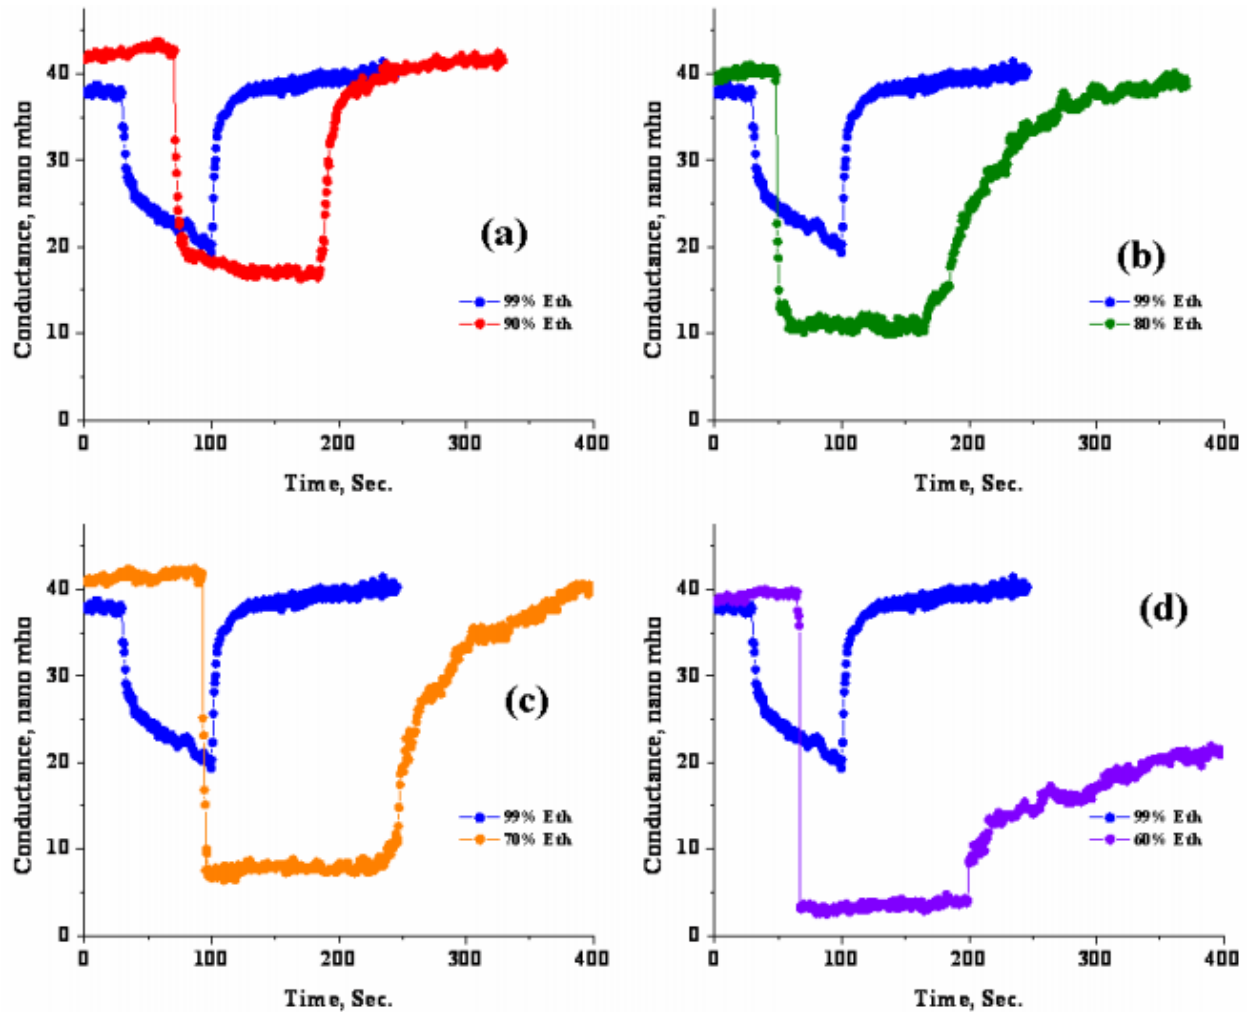 40
30
20
10
0
Conductance, nano mho
(a)
99% Eth
90% Eth
0 100 200 300 400
Time, Sec.
40
30
20
10
0
Conductance, nano mho
(b)
99% Eth
80% Eth
0 100 200 300 400
Time, Sec.
40
30
20
10
0
Conductance, nano mho
(c)
99% Eth
70% Eth
0 100 200 300 400
Time, Sec.
40
30
20
10
0
Conductance, nano mho
(d)
99% Eth
60% Eth
0 100 200 300 400
Time, Sec.